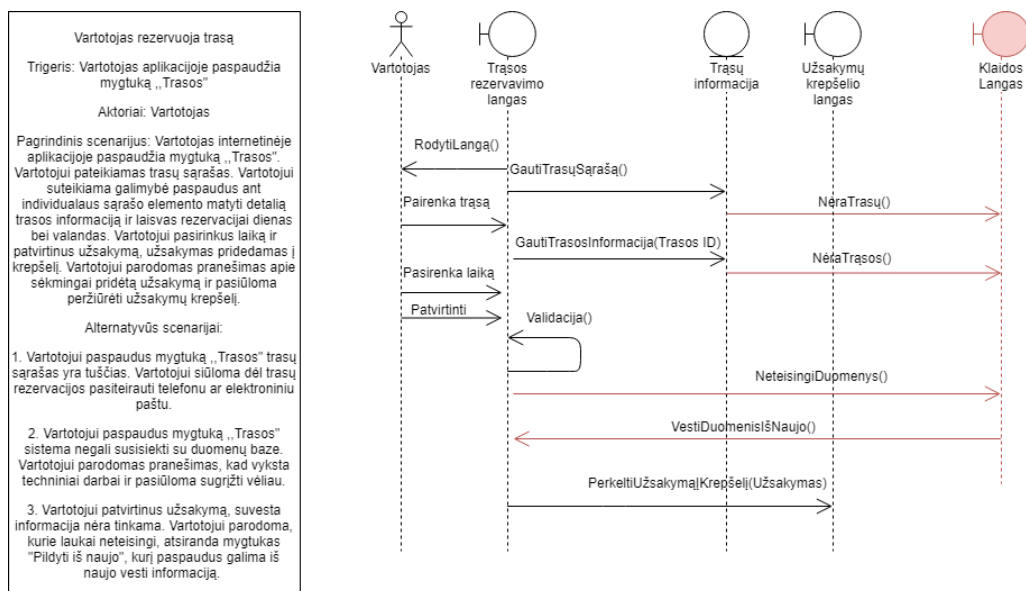 Vartotojas rezervuoja trasą
Trigeris: Vartotojas aplikacijoje paspaudžia
mygtuką ,,Trasos"
Aktoriai: Vartotojas
Pagrindinis scenarijus: Vartotojas internetinėje
aplikacijoje paspaudžia mygtuką ,,Trasos".
Vartotojui pateikiamas trasų sąrašas. Vartotojui
suteikiama galimybė paspaudus ant
individualaus sąrašo elemento matyti detalią
trasos informaciją ir laisvas rezervacijai dienas
bei valandas. Vartotojui pasirinkus laiką ir
patvirtinus užsakymą, užsakymas pridedamas į
krepšelį. Vartotojui parodomas pranešimas apie
sėkmingai pridėtą užsakymą ir pasiūloma
peržiūrėti užsakymų krepšelį.
Alternatyvūs scenarijai:
1. Vartotojui paspaudus mygtuką ,,Trasos" trasų
sąrašas yra tuščias. Vartotojui siūloma dėl trasų
rezervacijos pasiteirauti telefonu ar elektroniniu
paštu.
2. Vartotojui paspaudus mygtuką ,,Trasos"
sistema negali susisiekti su duomenų baze.
Vartotojui parodomas pranešimas, kad vyksta
techniniai darbai ir pasiūloma sugrįžti vėliau.
3. Vartotojui patvirtinus užsakymą, suvesta
informacija nėra tinkama. Vartotojui parodoma,
kurie laukai neteisingi, atsiranda mygtukas
"Pildyti iš naujo", kurį paspaudus galima iš
naujo vesti informaciją.
Vartotojas
Trąsos
rezervavimo
langas
Trąsų
informacija
Užsakymų
krepšelio
langas
Klaidos
Langas
RodytiLangą()
GautiTrasųSąrašą()
Pairenka trąsą
NėraTrasų()
GautiTrasosInformacija(Trasos ID)
Pasirenka laiką
NėraTrąsos()
Patvirtinti
Validacija()
NeteisingiDuomenys()
VestiDuomenisIšNaujo()
PerkeltiUžsakymąĮKrepšelį(Užsakymas)